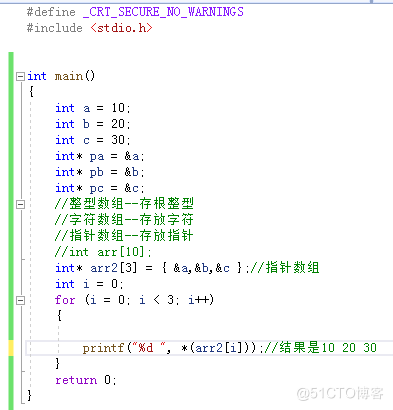 #define _CRT_SECURE_NO_WARNINGS
#include <stdio.h>
int main()
{
int a = 10;
int b = 20;
int c = 30;
int* pa = &a;
int* pb = &b;
int* pc = &c;
//整型数组--存根整型
//字符数组--存放字符
//指针数组--存放指针
//int arr[10];
int* arr2[3] = { &a,&b,&c };//指针数组
int i = 0;
for (i = 0; i < 3; i++)
{
printf("%d ", *(arr2[i]));//结果是10 20 30
}
return 0;
}
@51CTO博客